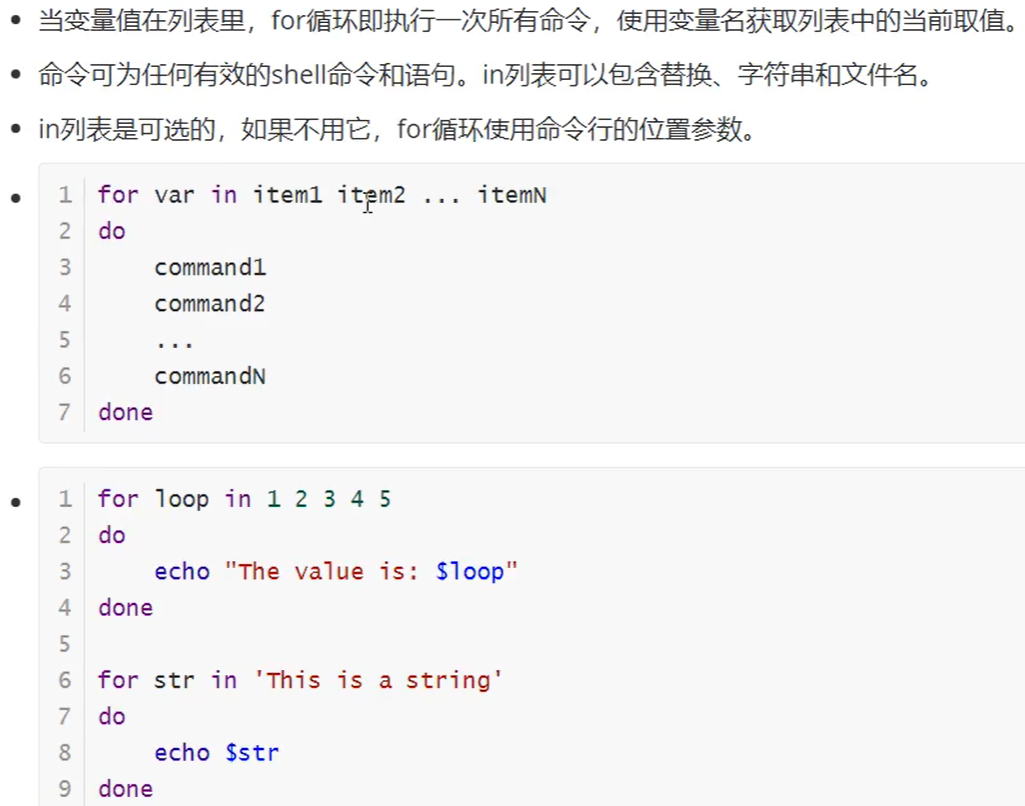 当变量值在列表里，for循环即执行一次所有命令，使用变量名获取列表中的当前取值。
命令可为任何有效的shell命令和语句。in列表可以包含替换、字符串和文件名。
in列表是可选的，如果不用它，for循环使用命令行的位置参数。
1 for var in item1 item2 ... itemN
2 do
3     command1
4     command2
5     ...
6     commandN
7 done
1 for loop in 1 2 3 4 5
2 do
3     echo "The value is: $loop"
4 done
5
6 for str in 'This is a string'
7 do
8     echo $str
9 done